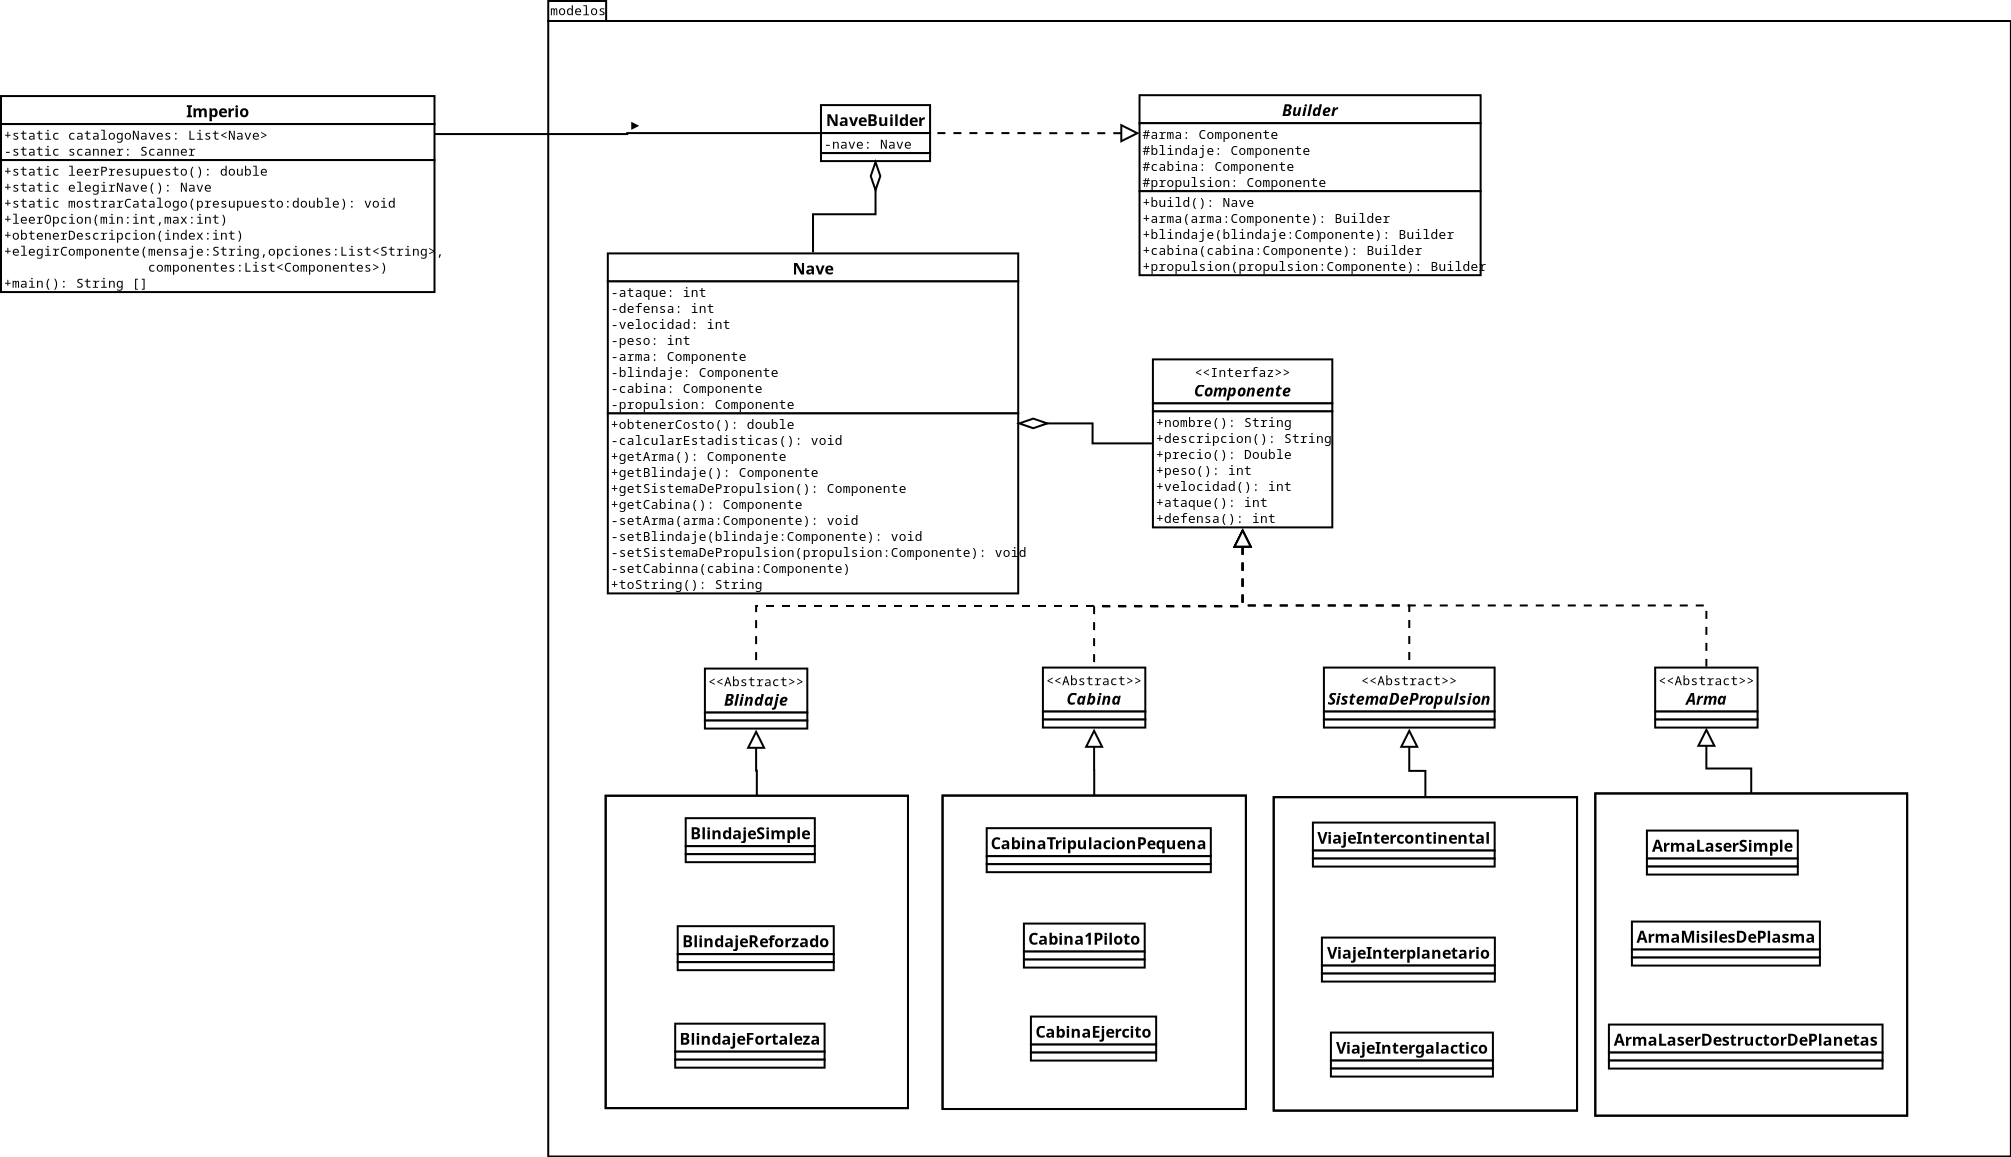 modelos
Imperio
+static catalogoNaves: List<Nave>
-static scanner: Scanner
+static leerPresupuesto(): double
+static elegirNave(): Nave
+static mostrarCatalogo(presupuesto:double): void
+leerOpcion(min:int,max:int)
+obtenerDescripcion(index:int)
+elegirComponente(mensaje:String,opciones:List<String>,
componentes:List<Componentes>)
+main(): String []
NaveBuilder
-nave: Nave
Builder
#arma: Componente
#blindaje: Componente
#cabina: Componente
#propulsion: Componente
+build(): Nave
+arma(arma:Componente): Builder
+blindaje(blindaje:Componente): Builder
+cabina(cabina:Componente): Builder
+propulsion(propulsion:Componente): Builder
Nave
-ataque: int
-defensa: int
-velocidad: int
-peso: int
-arma: Componente
-blindaje: Componente
-cabina: Componente
-propulsion: Componente
+obtenerCosto(): double
-calcularEstadisticas(): void
+getArma(): Componente
+getBlindaje(): Componente
+getSistemaDePropulsion(): Componente
+getCabina(): Componente
-setArma(arma:Componente): void
-setBlindaje(blindaje:Componente): void
-setSistemaDePropulsion(propulsion:Componente): void
-setCabinna(cabina:Componente)
+toString(): String
<<Interfaz>>
Componente
+nombre(): String
+descripcion(): String
+precio(): Double
+peso(): int
+velocidad(): int
+ataque(): int
+defensa(): int
<<Abstract>>
Blindaje
<<Abstract>>
Cabina
<<Abstract>>
SistemaDePropulsion
<<Abstract>>
Arma
BlindajeSimple
BlindajeReforzado
BlindajeFortaleza
CabinaTripulacionPequena
Cabina1Piloto
CabinaEjercito
ViajeIntercontinental
ViajeInterplanetario
ViajeIntergalactico
ArmaLaserSimple
ArmaMisilesDePlasma
ArmaLaserDestructorDePlanetas